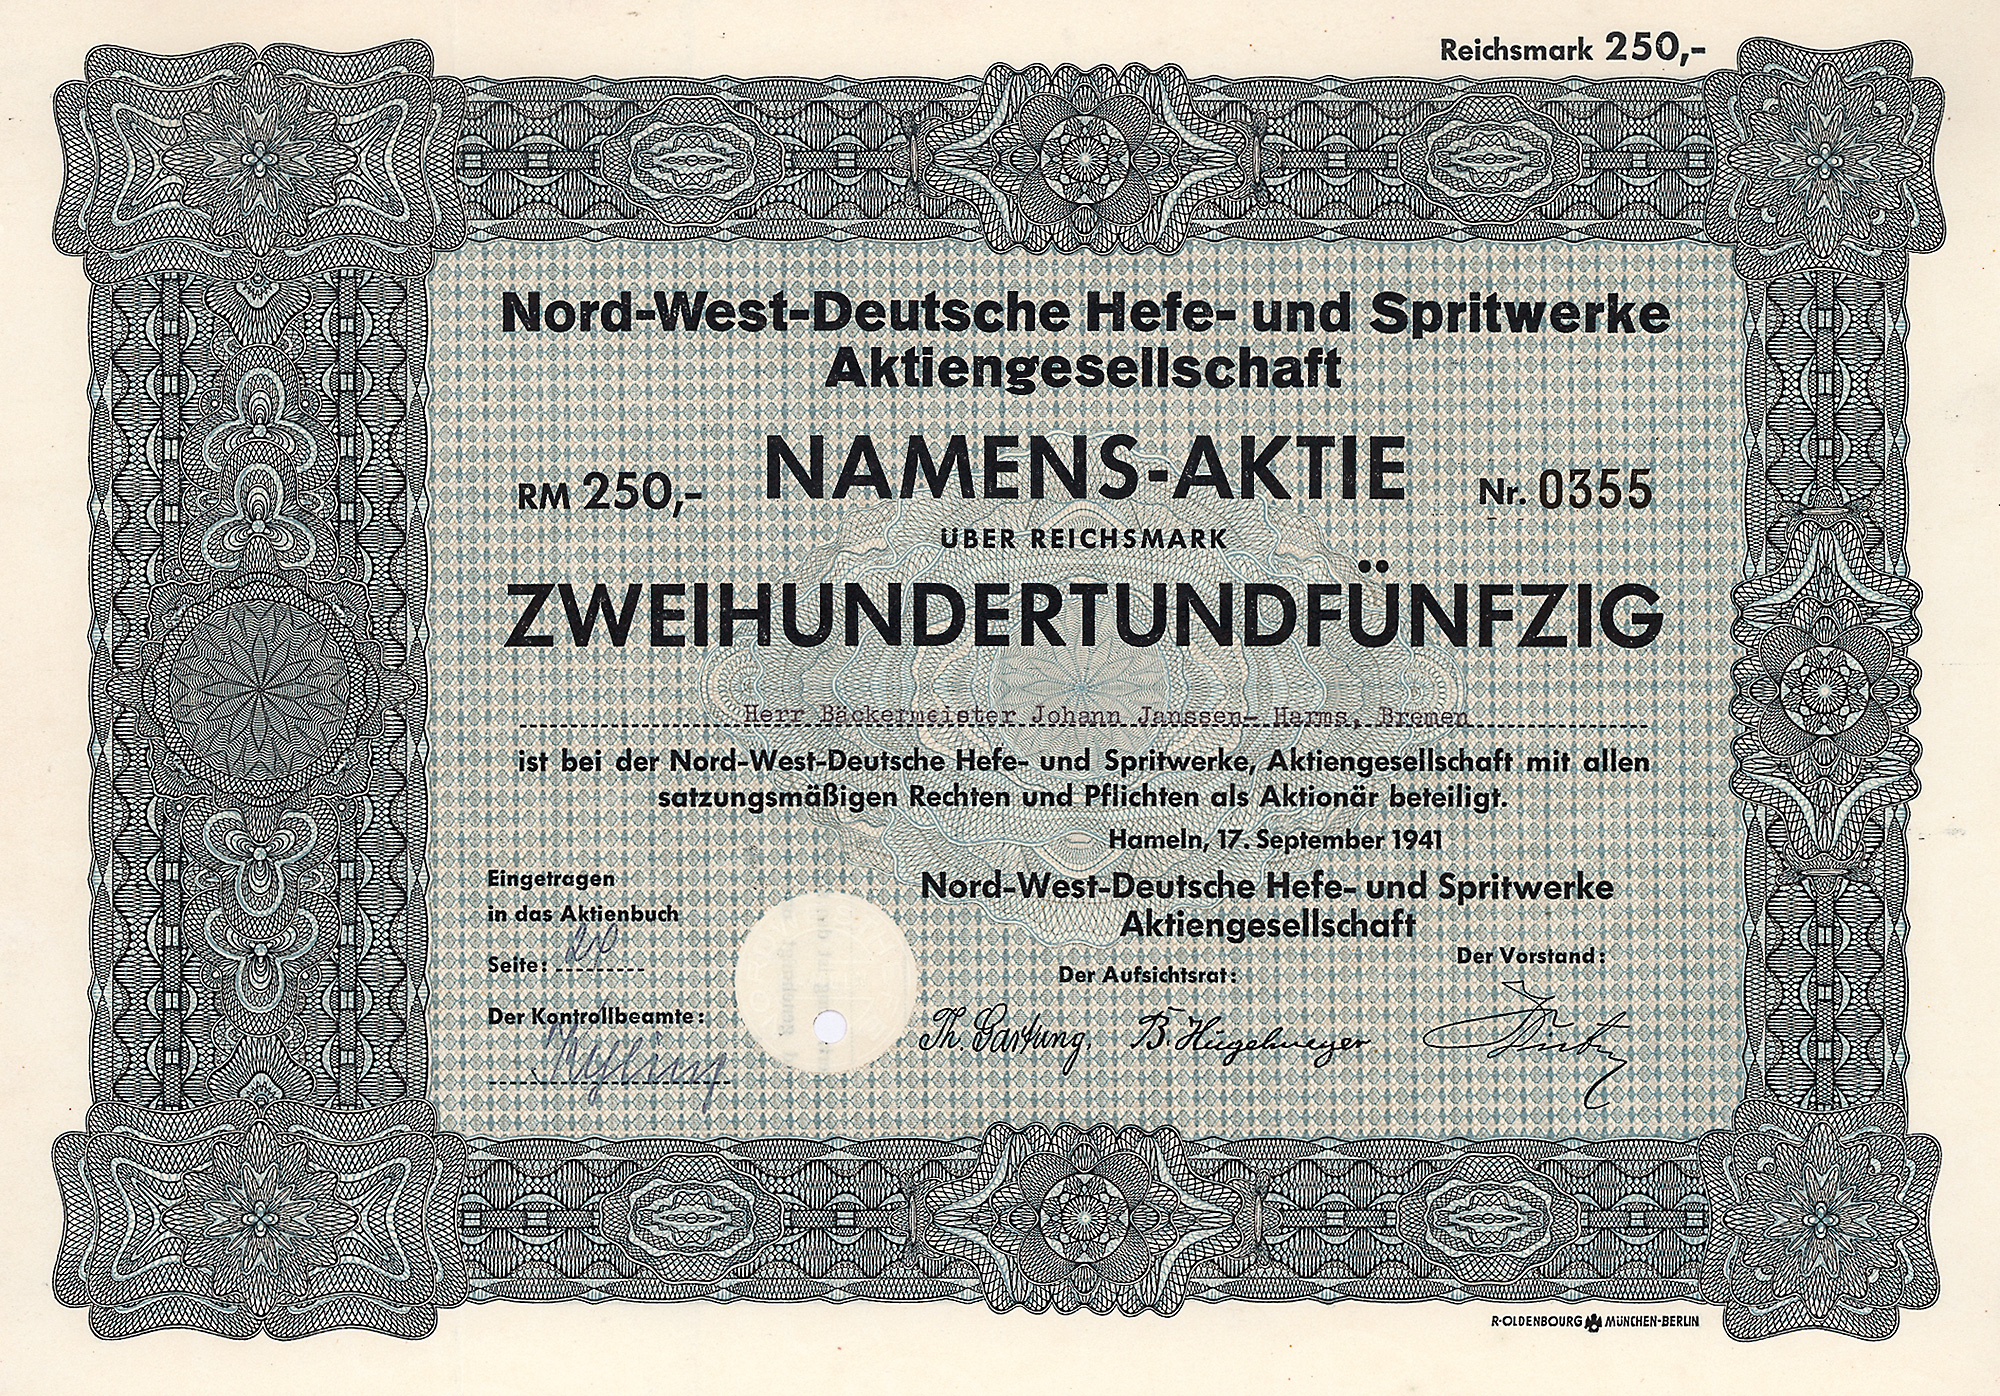 Reichsmark 250,-
Nord-West-Deutsche Hefe- und Spritwerke
Aktiengesellschaft
RM 250,- NAMENS-AKTIE Nr. 0355
ÜBER REICHSMARK
ZWEIHUNDERTUNDFÜNFZIG
Herr Bäckermeister Johann Janssen- Harms, Bremen
ist bei der Nord-West-Deutsche Hefe- und Spritwerke, Aktiengesellschaft mit allen
satzungsmäßigen Rechten und Pflichten als Aktionär beteiligt.
Hameln, 17. September 1941
Eingetragen
in das Aktienbuch
Seite:
Der Kontrollbeamte:
Nord-West-Deutsche Hefe- und Spritwerke
Aktiengesellschaft
Der Aufsichtsrat:
Der Vorstand:
Th. Gartung, B. Hügelmeyer
R·OLDENBOURG MÜNCHEN-BERLIN